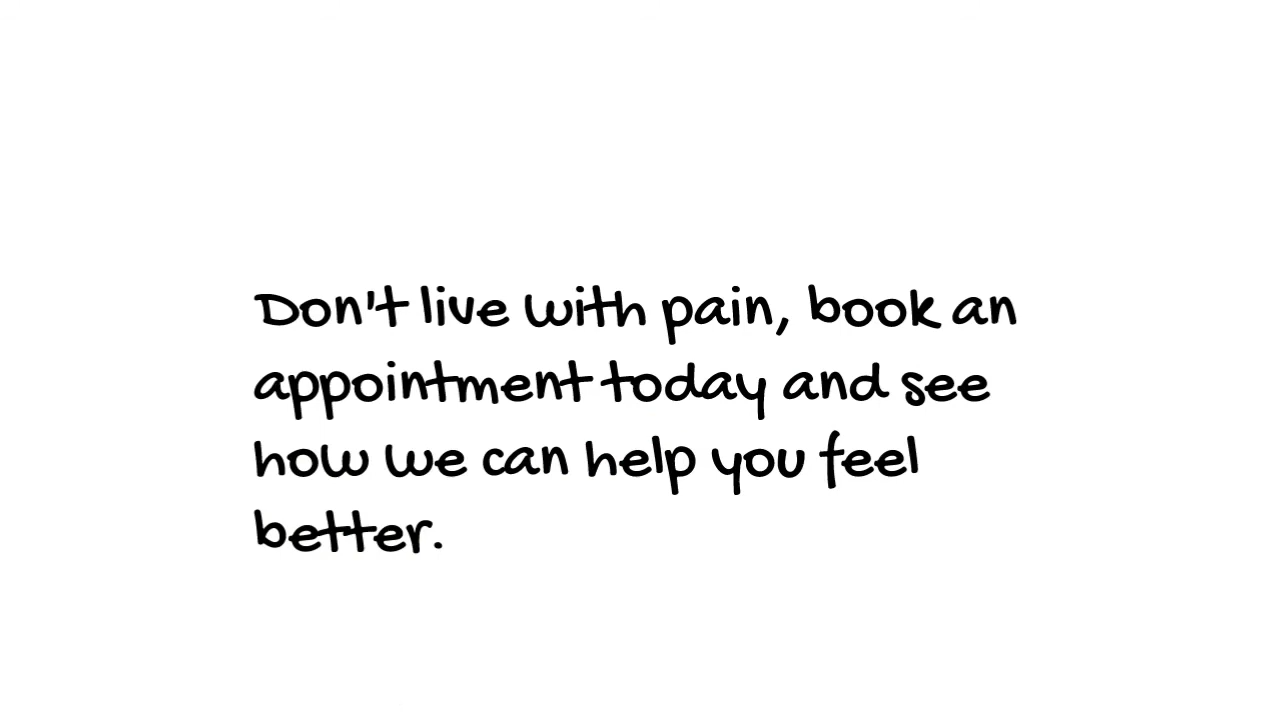 Don't live with pain, book an
appointment today and see
how we can help you feel
better.